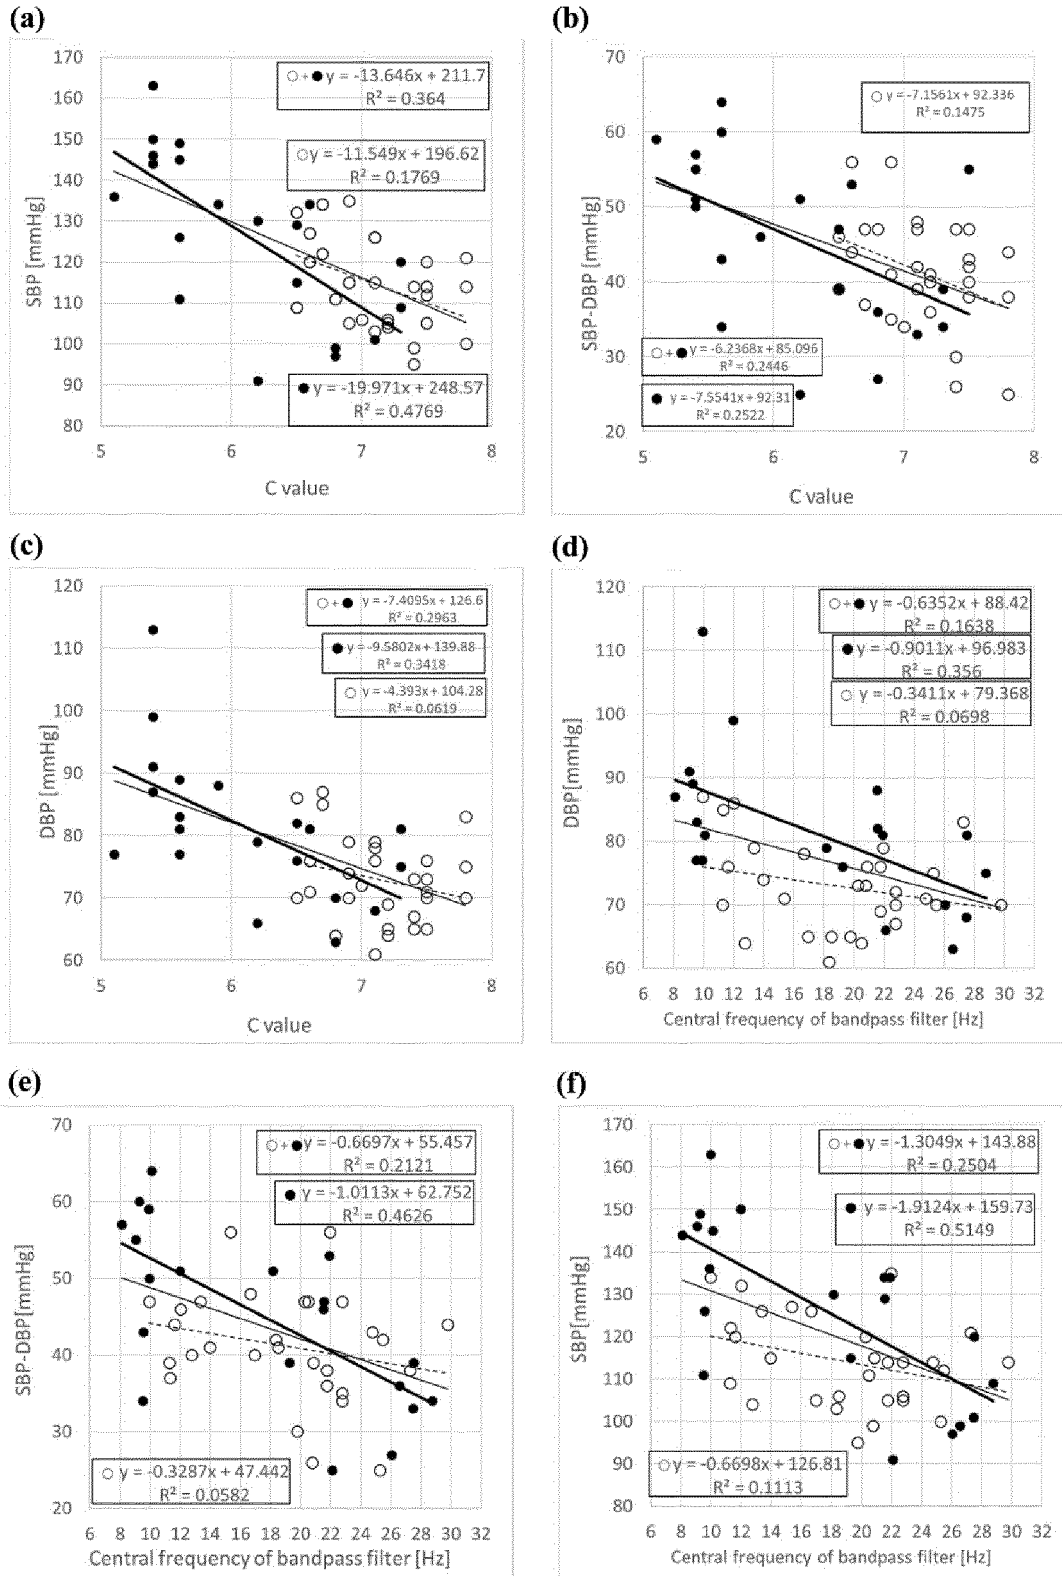 (a)
170
160
150
140
130
120
110
100
90
80
SBP [mmHg]
○ + ● y = -13.646x + 211.7
R² = 0.364
○ y = -11.549x + 196.62
R² = 0.1769
● y = -19.971x + 248.57
R² = 0.4769
5 6 7 8
C value
(b)
70
60
50
40
30
20
SBP-DBP [mmHg]
○ y = -7.1561x + 92.336
R² = 0.1475
○ + ● y = -6.2368x + 85.096
R² = 0.2446
● y = -7.5541x + 92.31
R² = 0.2522
5 6 7 8
C value
(c)
120
110
100
90
80
70
60
DBP [mmHg]
○ + ● y = -7.4095x + 126.6
R² = 0.2963
● y = -9.5802x + 139.88
R² = 0.3418
○ y = -4.393x + 104.28
R² = 0.0619
5 6 7 8
C value
(d)
120
110
100
90
80
70
60
DBP[mmHg]
○ + ● y = -0.6352x + 88.42
R² = 0.1638
● y = -0.9011x + 96.983
R² = 0.356
○ y = -0.3411x + 79.368
R² = 0.0698
6 8 10 12 14 16 18 20 22 24 26 28 30 32
Central frequency of bandpass filter [Hz]
(e)
70
60
50
40
30
20
SBP-DBP[mmHg]
○ + ● y = -0.6697x + 55.457
R² = 0.2121
● y = -1.0113x + 62.752
R² = 0.4626
○ y = -0.3287x + 47.442
R² = 0.0582
6 8 10 12 14 16 18 20 22 24 26 28 30 32
Central frequency of bandpass filter [Hz]
(f)
170
160
150
140
130
120
110
100
90
80
SBP[mmHg]
○ + ● y = -1.3049x + 143.88
R² = 0.2504
● y = -1.9124x + 159.73
R² = 0.5149
○ y = -0.6698x + 126.81
R² = 0.1113
6 8 10 12 14 16 18 20 22 24 26 28 30 32
Central frequency of bandpass filter [Hz]